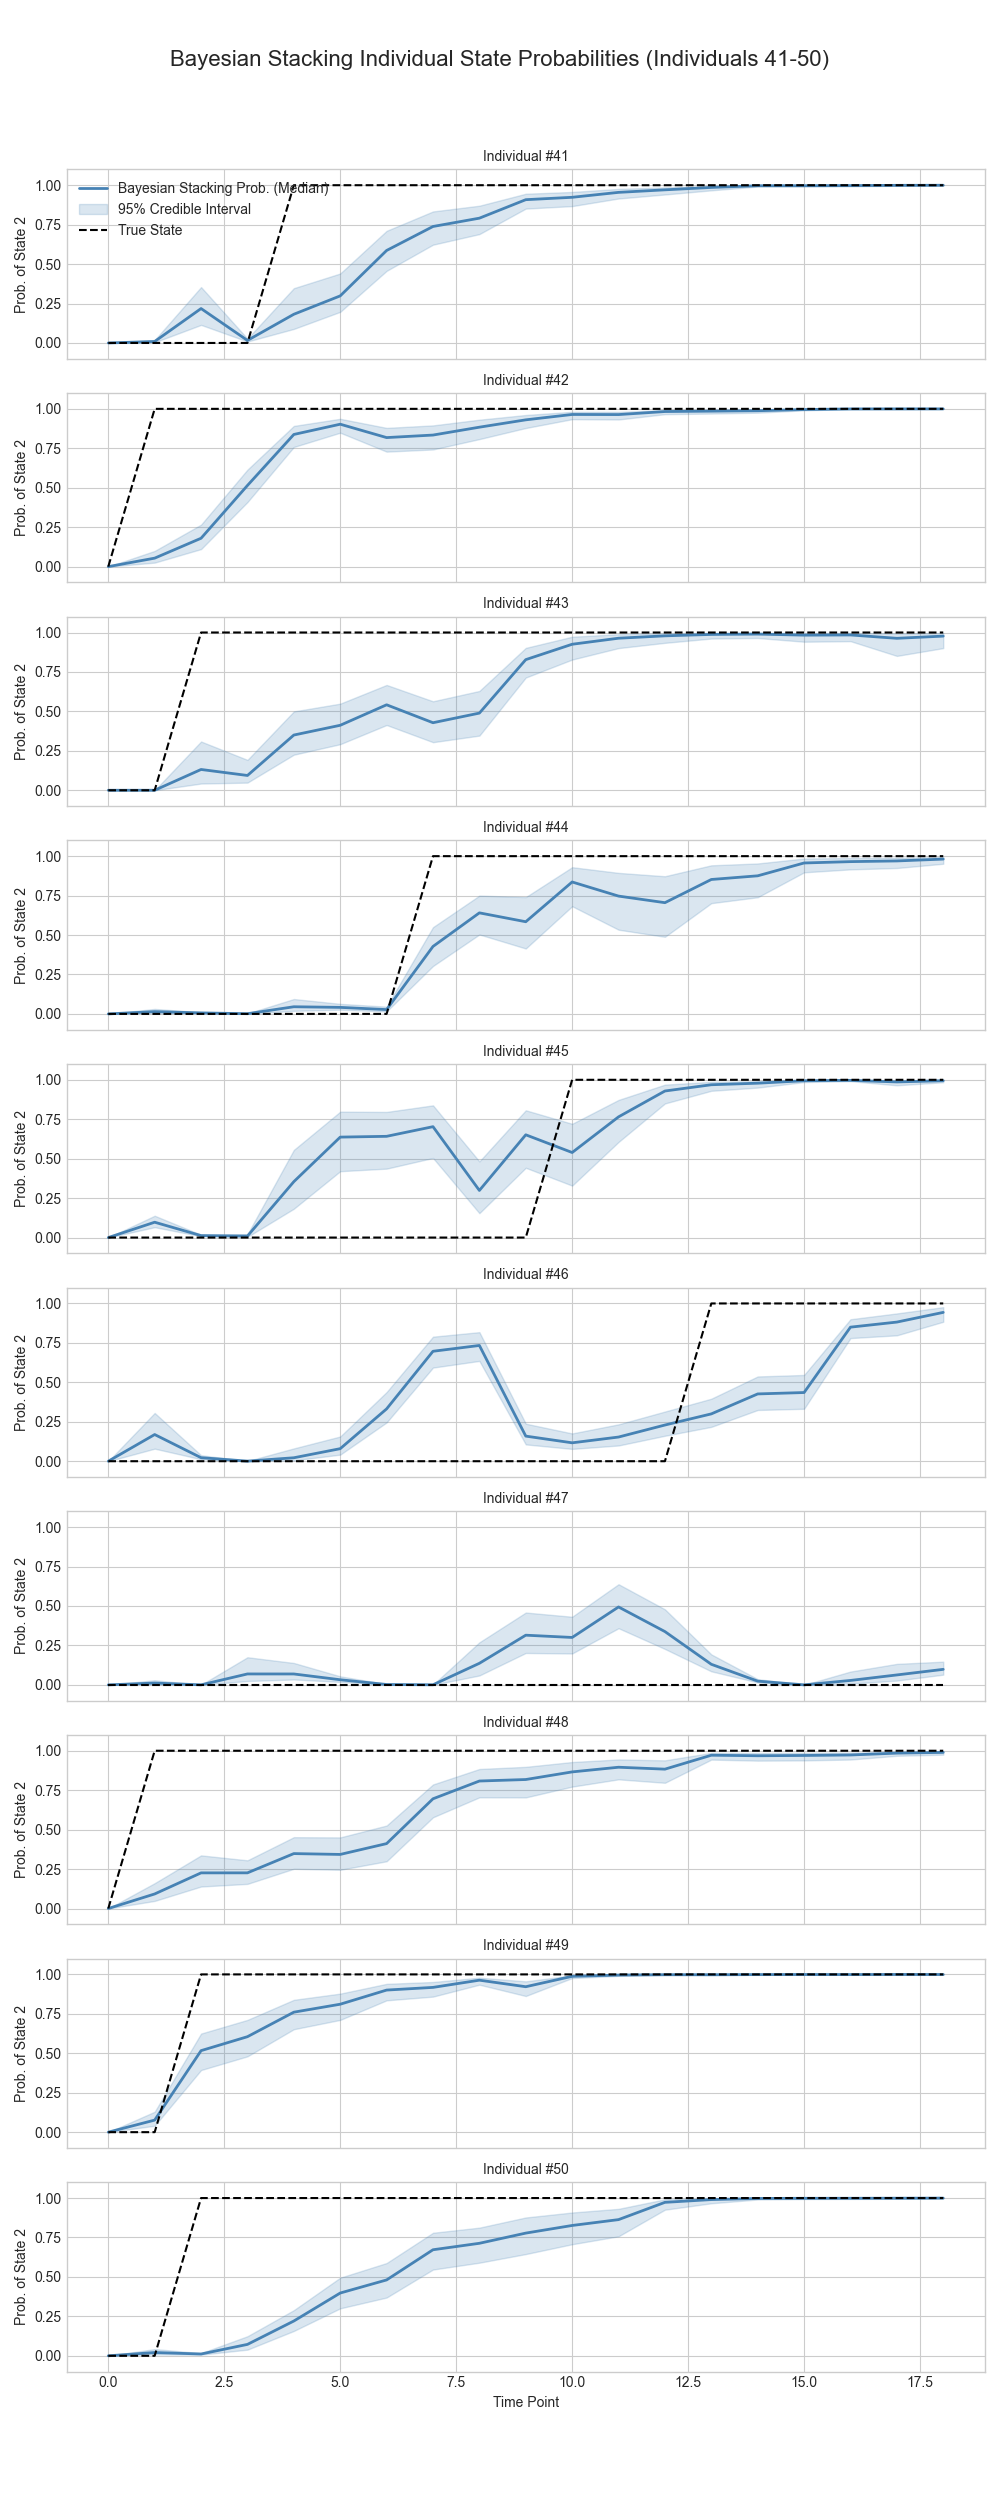 Bayesian Stacking Individual State Probabilities (Individuals 41-50)
Individual #41
Prob. of State 2
1.00
0.75
0.50
0.25
0.00
Bayesian Stacking Prob. (Median)
95% Credible Interval
True State
Individual #42
Prob. of State 2
1.00
0.75
0.50
0.25
0.00
Individual #43
Prob. of State 2
1.00
0.75
0.50
0.25
0.00
Individual #44
Prob. of State 2
1.00
0.75
0.50
0.25
0.00
Individual #45
Prob. of State 2
1.00
0.75
0.50
0.25
0.00
Individual #46
Prob. of State 2
1.00
0.75
0.50
0.25
0.00
Individual #47
Prob. of State 2
1.00
0.75
0.50
0.25
0.00
Individual #48
Prob. of State 2
1.00
0.75
0.50
0.25
0.00
Individual #49
Prob. of State 2
1.00
0.75
0.50
0.25
0.00
Individual #50
Prob. of State 2
1.00
0.75
0.50
0.25
0.00
0.0 2.5 5.0 7.5 10.0 12.5 15.0 17.5
Time Point